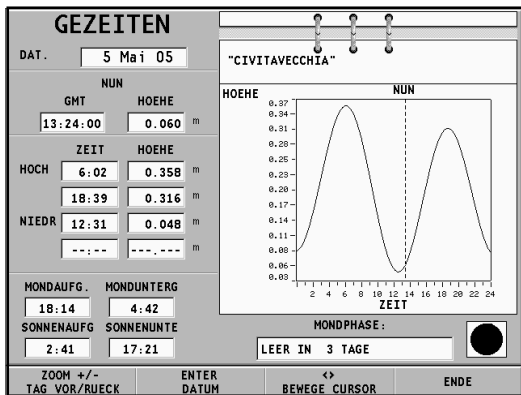 GEZEITEN
DAT. 5 Mai 05
NUN
GMT HOEHE
13:24:00 0.060 m
ZEIT HOEHE
HOCH 6:02 0.358 m
18:39 0.316 m
NIEDR 12:31 0.048 m
--:-- ---.--- m
MONDAUFG. MONDUNTERG
18:14 4:42
SONNENAUFG SONNENUNTE
2:41 17:21
"CIVITAVECCHIA"
HOEHE NUN
0.37
0.34
0.31
0.28
0.25
0.23
0.20
0.17
0.14
0.11
0.08
0.06
0.03
2 4 6 8 10 12 14 16 18 20 22 24
ZEIT
MONDPHASE:
LEER IN 3 TAGE
ZOOM +/- ENTER <>
TAG VOR/RUECK DATUM BEWEGE CURSOR ENDE